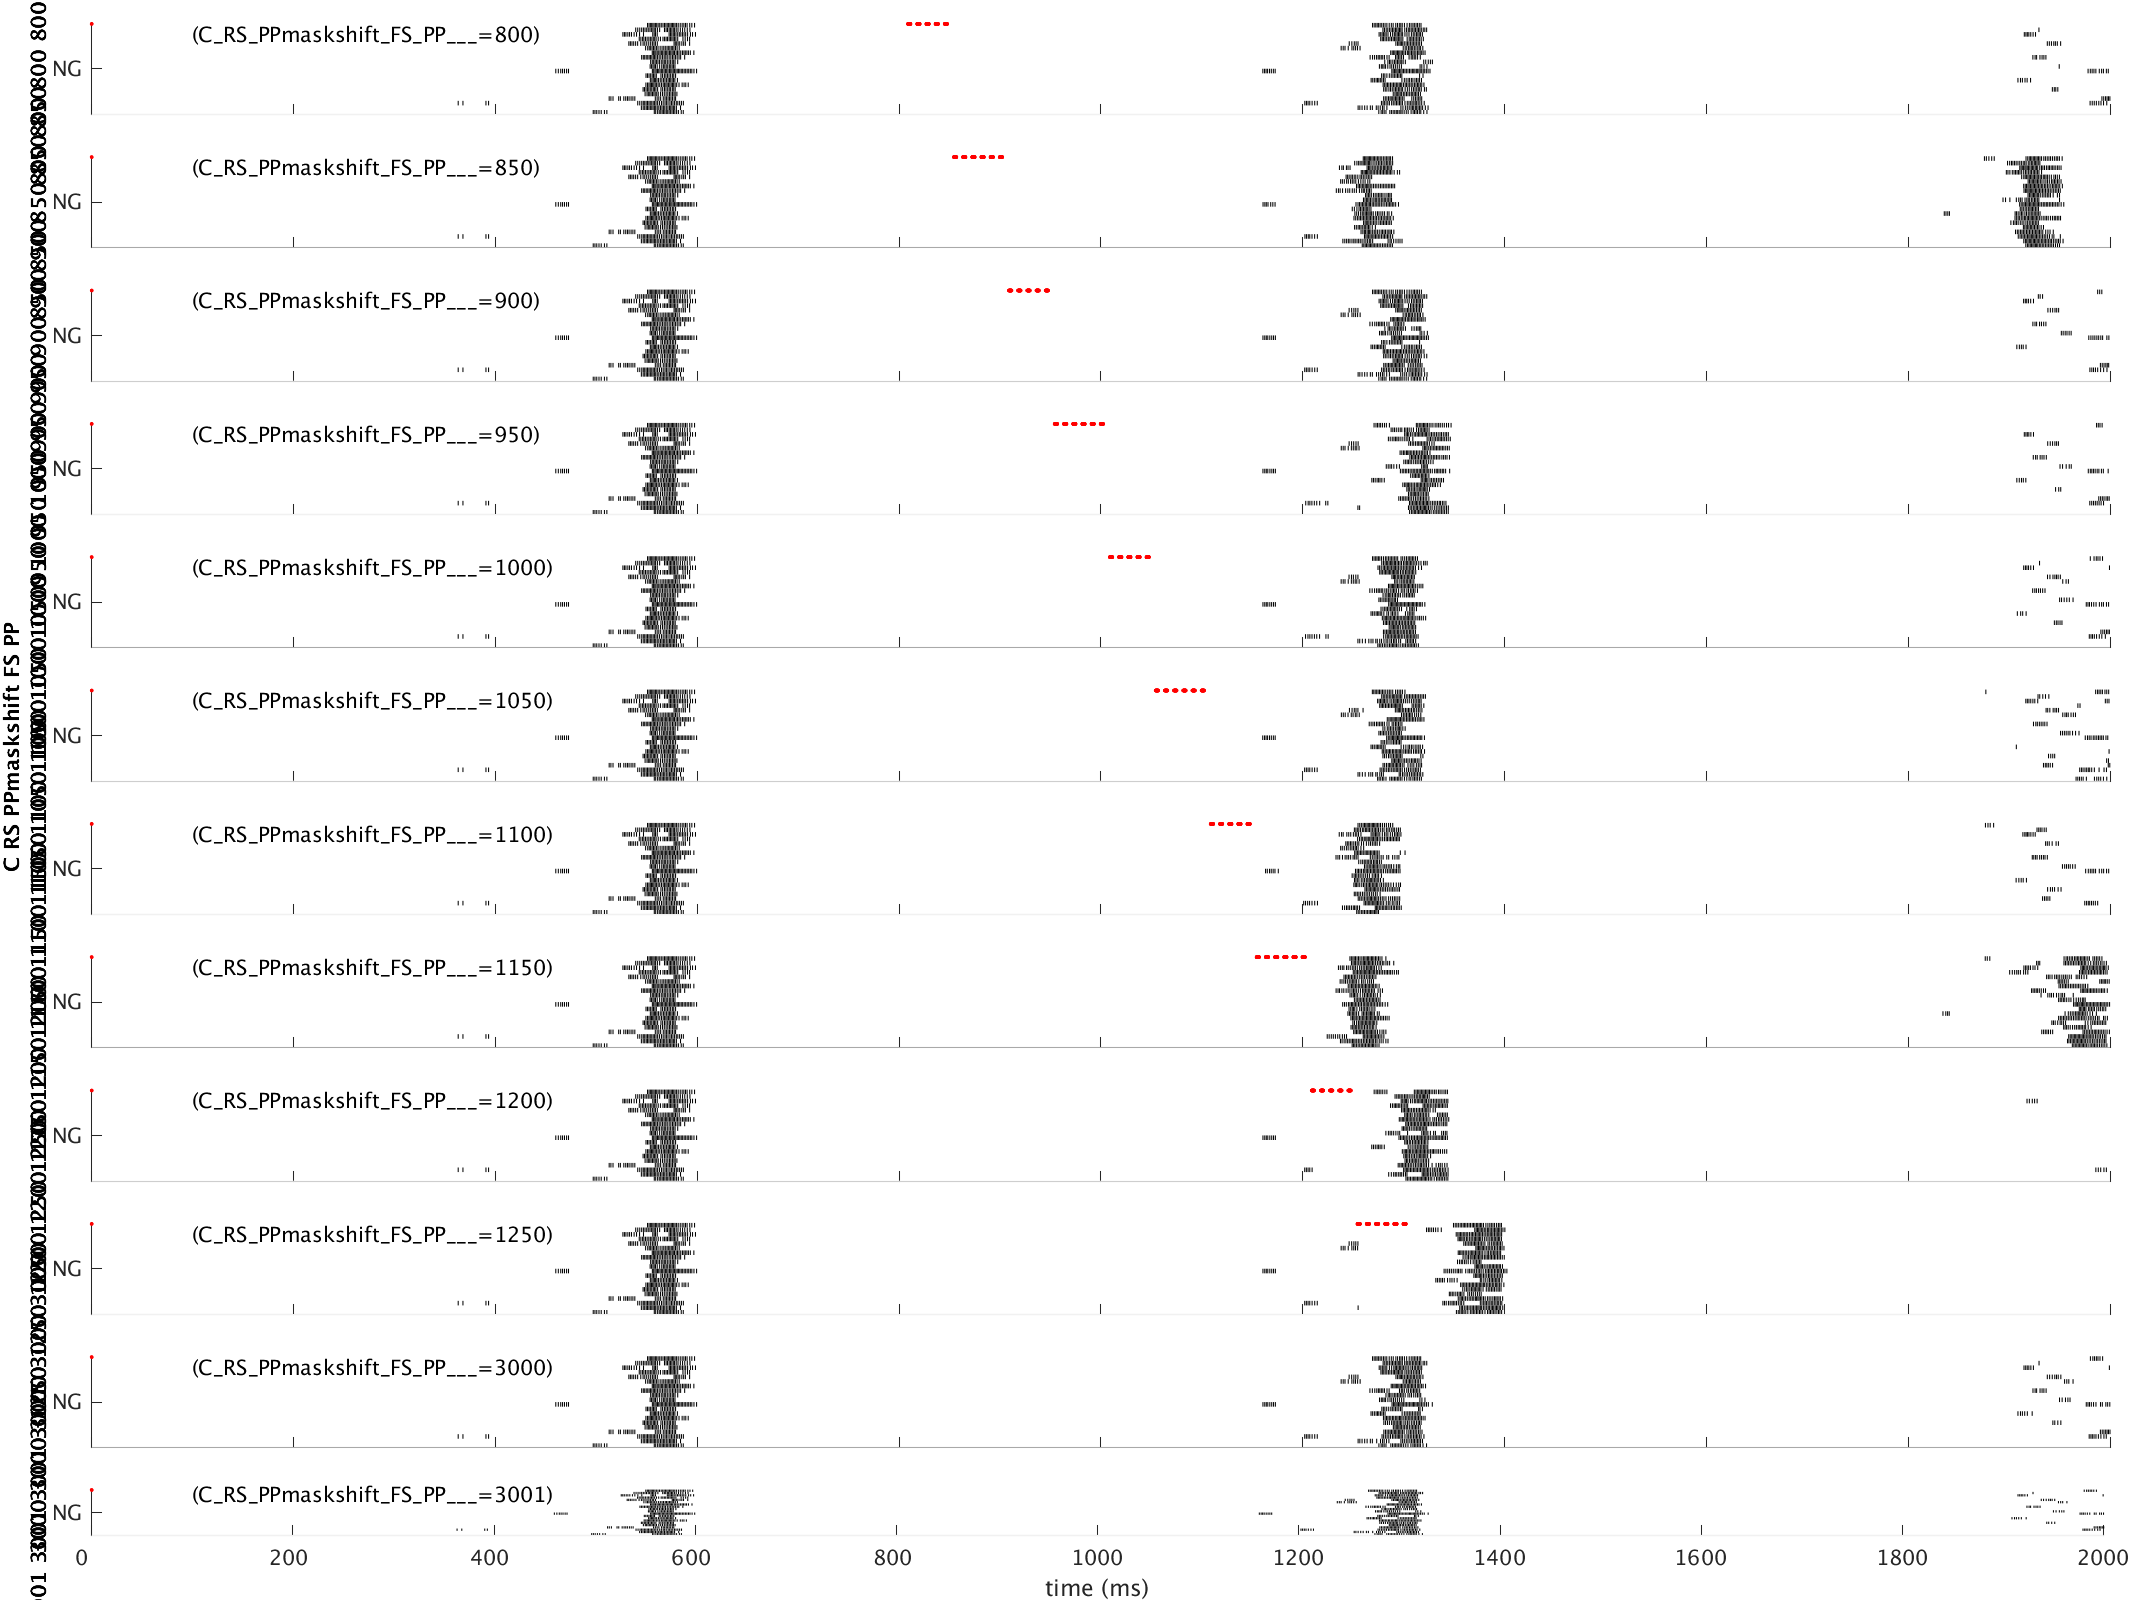 (C_RS_PPmaskshift_FS_PP___=800)
NG
(C_RS_PPmaskshift_FS_PP___=850)
NG
(C_RS_PPmaskshift_FS_PP___=900)
NG
(C_RS_PPmaskshift_FS_PP___=950)
NG
(C_RS_PPmaskshift_FS_PP___=1000)
NG
C RS PPmaskshift FS PP
(C_RS_PPmaskshift_FS_PP___=1050)
NG
(C_RS_PPmaskshift_FS_PP___=1100)
NG
(C_RS_PPmaskshift_FS_PP___=1150)
NG
(C_RS_PPmaskshift_FS_PP___=1200)
NG
(C_RS_PPmaskshift_FS_PP___=1250)
NG
(C_RS_PPmaskshift_FS_PP___=3000)
NG
(C_RS_PPmaskshift_FS_PP___=3001)
NG
0 200 400 600 800 1000 1200 1400 1600 1800 2000
time (ms)